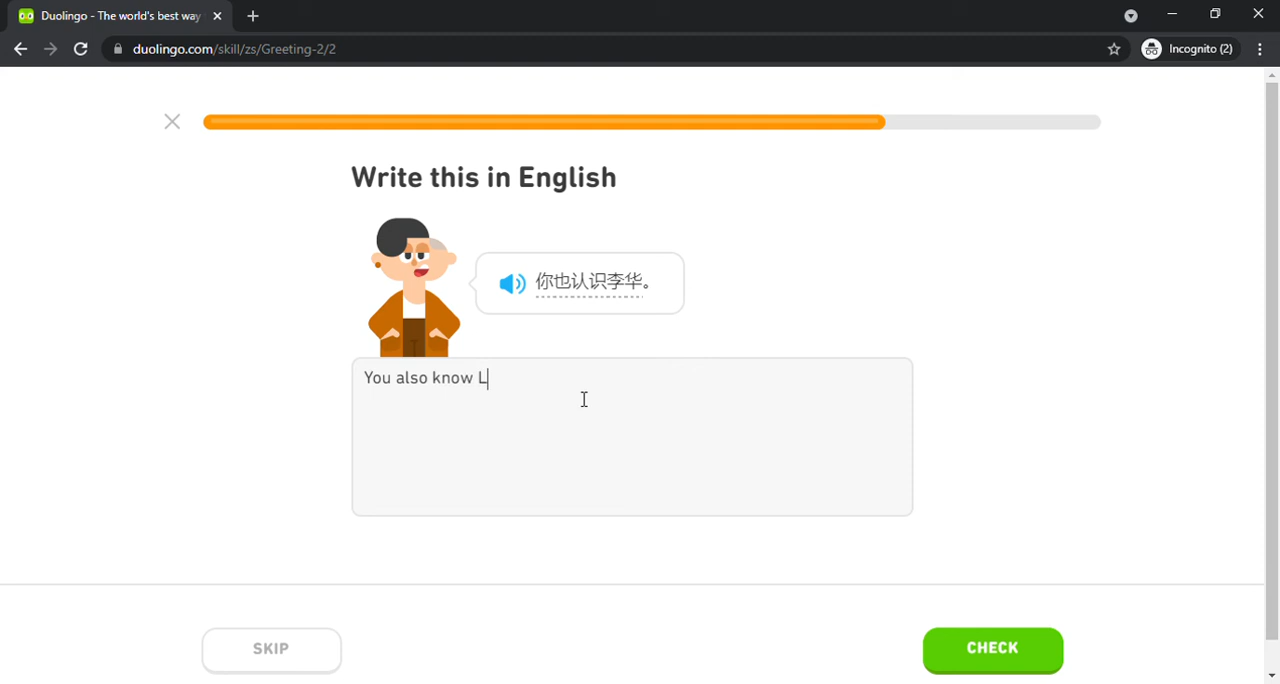 Duolingo - The world's best way
duolingo.com/skill/zs/Greeting-2/2
Incognito (2)
Write this in English
你也认识李华。
You also know L
SKIP
CHECK